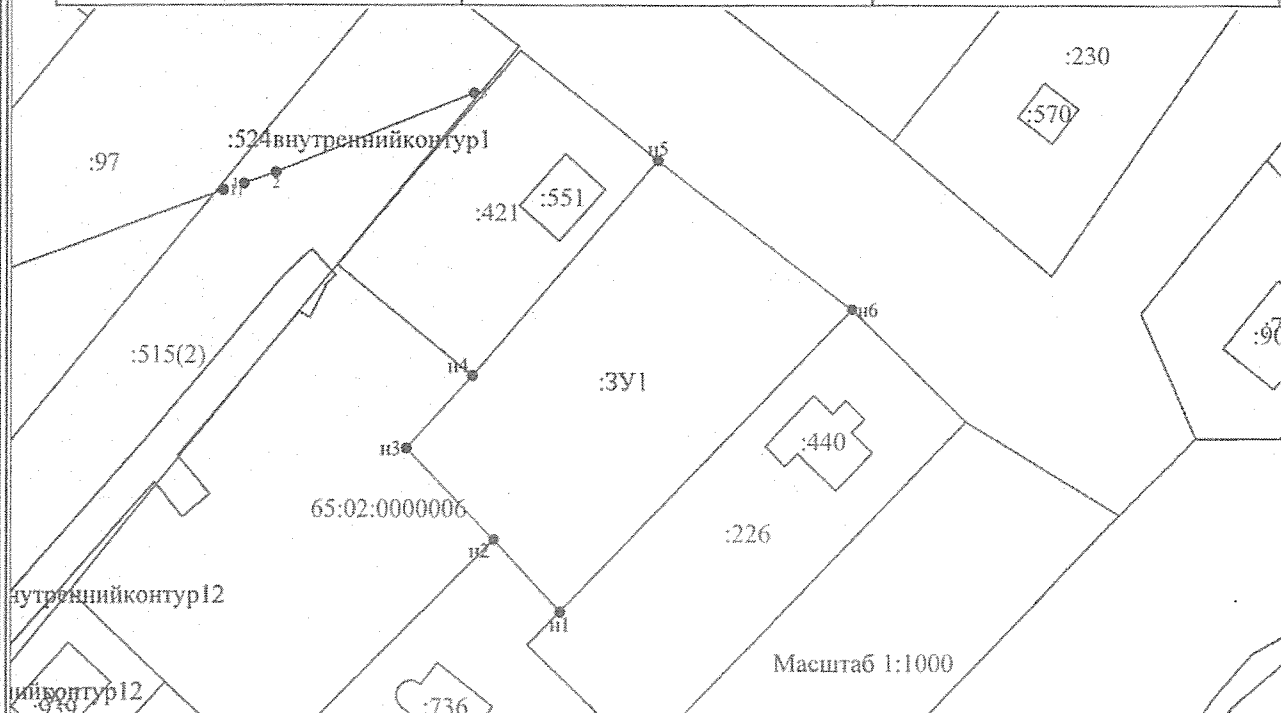 :230
:570
:524внутреннийконтур1
н5
:97
1
2
:551
:421
н6
:515(2)
н4
:ЗУ1
:440
н3
65:02:0000006
:226
н2
нутреннийконтур12
н1
Масштаб 1:1000
:736